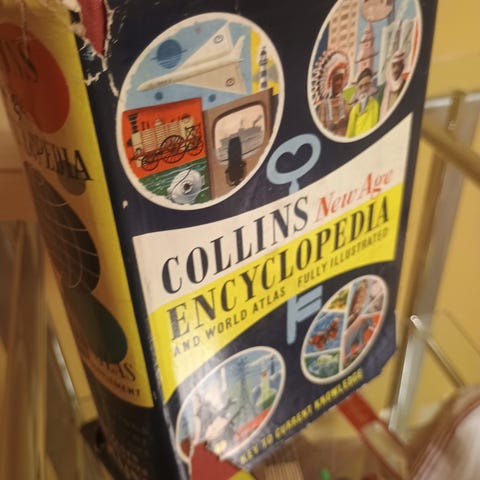 COLLINS New Age
ENCYCLOPEDIA
AND WORLD ATLAS FULLY ILLUSTRATED
KEY TO CURRENT KNOWLEDGE